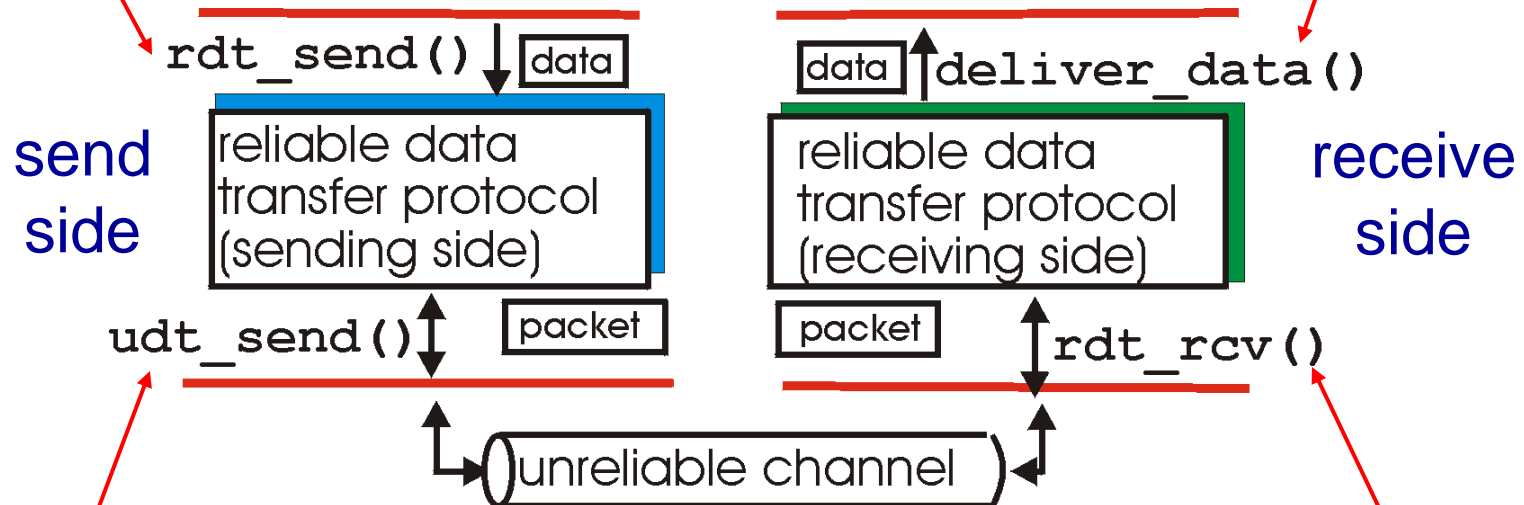 rdt_send()
data
data
deliver_data()
send
side
reliable data
transfer protocol
(sending side)
reliable data
transfer protocol
(receiving side)
receive
side
udt_send()
packet
packet
rdt_rcv()
unreliable channel